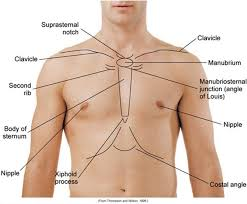 Suprasternal
notch
Clavicle
Clavicle
Manubrium
Second
rib
Manubriosternal
junction (angle
of Louis)
Body of
sternum
Nipple
Nipple
Xiphoid
process
Costal angle
(From Thompson and Wilson